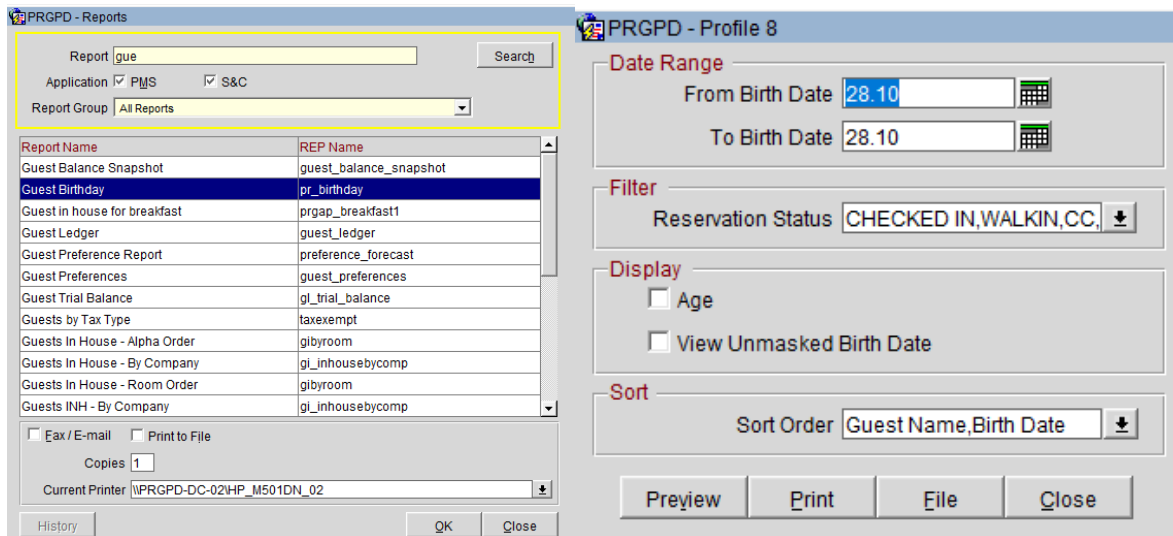 PRGPD - Reports
Report gue Search
Application PMS S&C
Report Group All Reports
Report Name REP Name
Guest Balance Snapshot guest_balance_snapshot
Guest Birthday pr_birthday
Guest in house for breakfast prgap_breakfast1
Guest Ledger guest_ledger
Guest Preference Report preference_forecast
Guest Preferences guest_preferences
Guest Trial Balance gl_trial_balance
Guests by Tax Type taxexempt
Guests In House - Alpha Order gibyroom
Guests In House - By Company gi_inhousebycomp
Guests In House - Room Order gibyroom
Guests INH - By Company gi_inhousebycomp
Fax / E-mail Print to File
Copies 1
Current Printer \\PRGPD-DC-02\HP_M501DN_02
History OK Close
PRGPD - Profile 8
Date Range
From Birth Date 28.10
To Birth Date 28.10
Filter
Reservation Status CHECKED IN,WALKIN,CC,
Display
Age
View Unmasked Birth Date
Sort
Sort Order Guest Name,Birth Date
Preview Print File Close